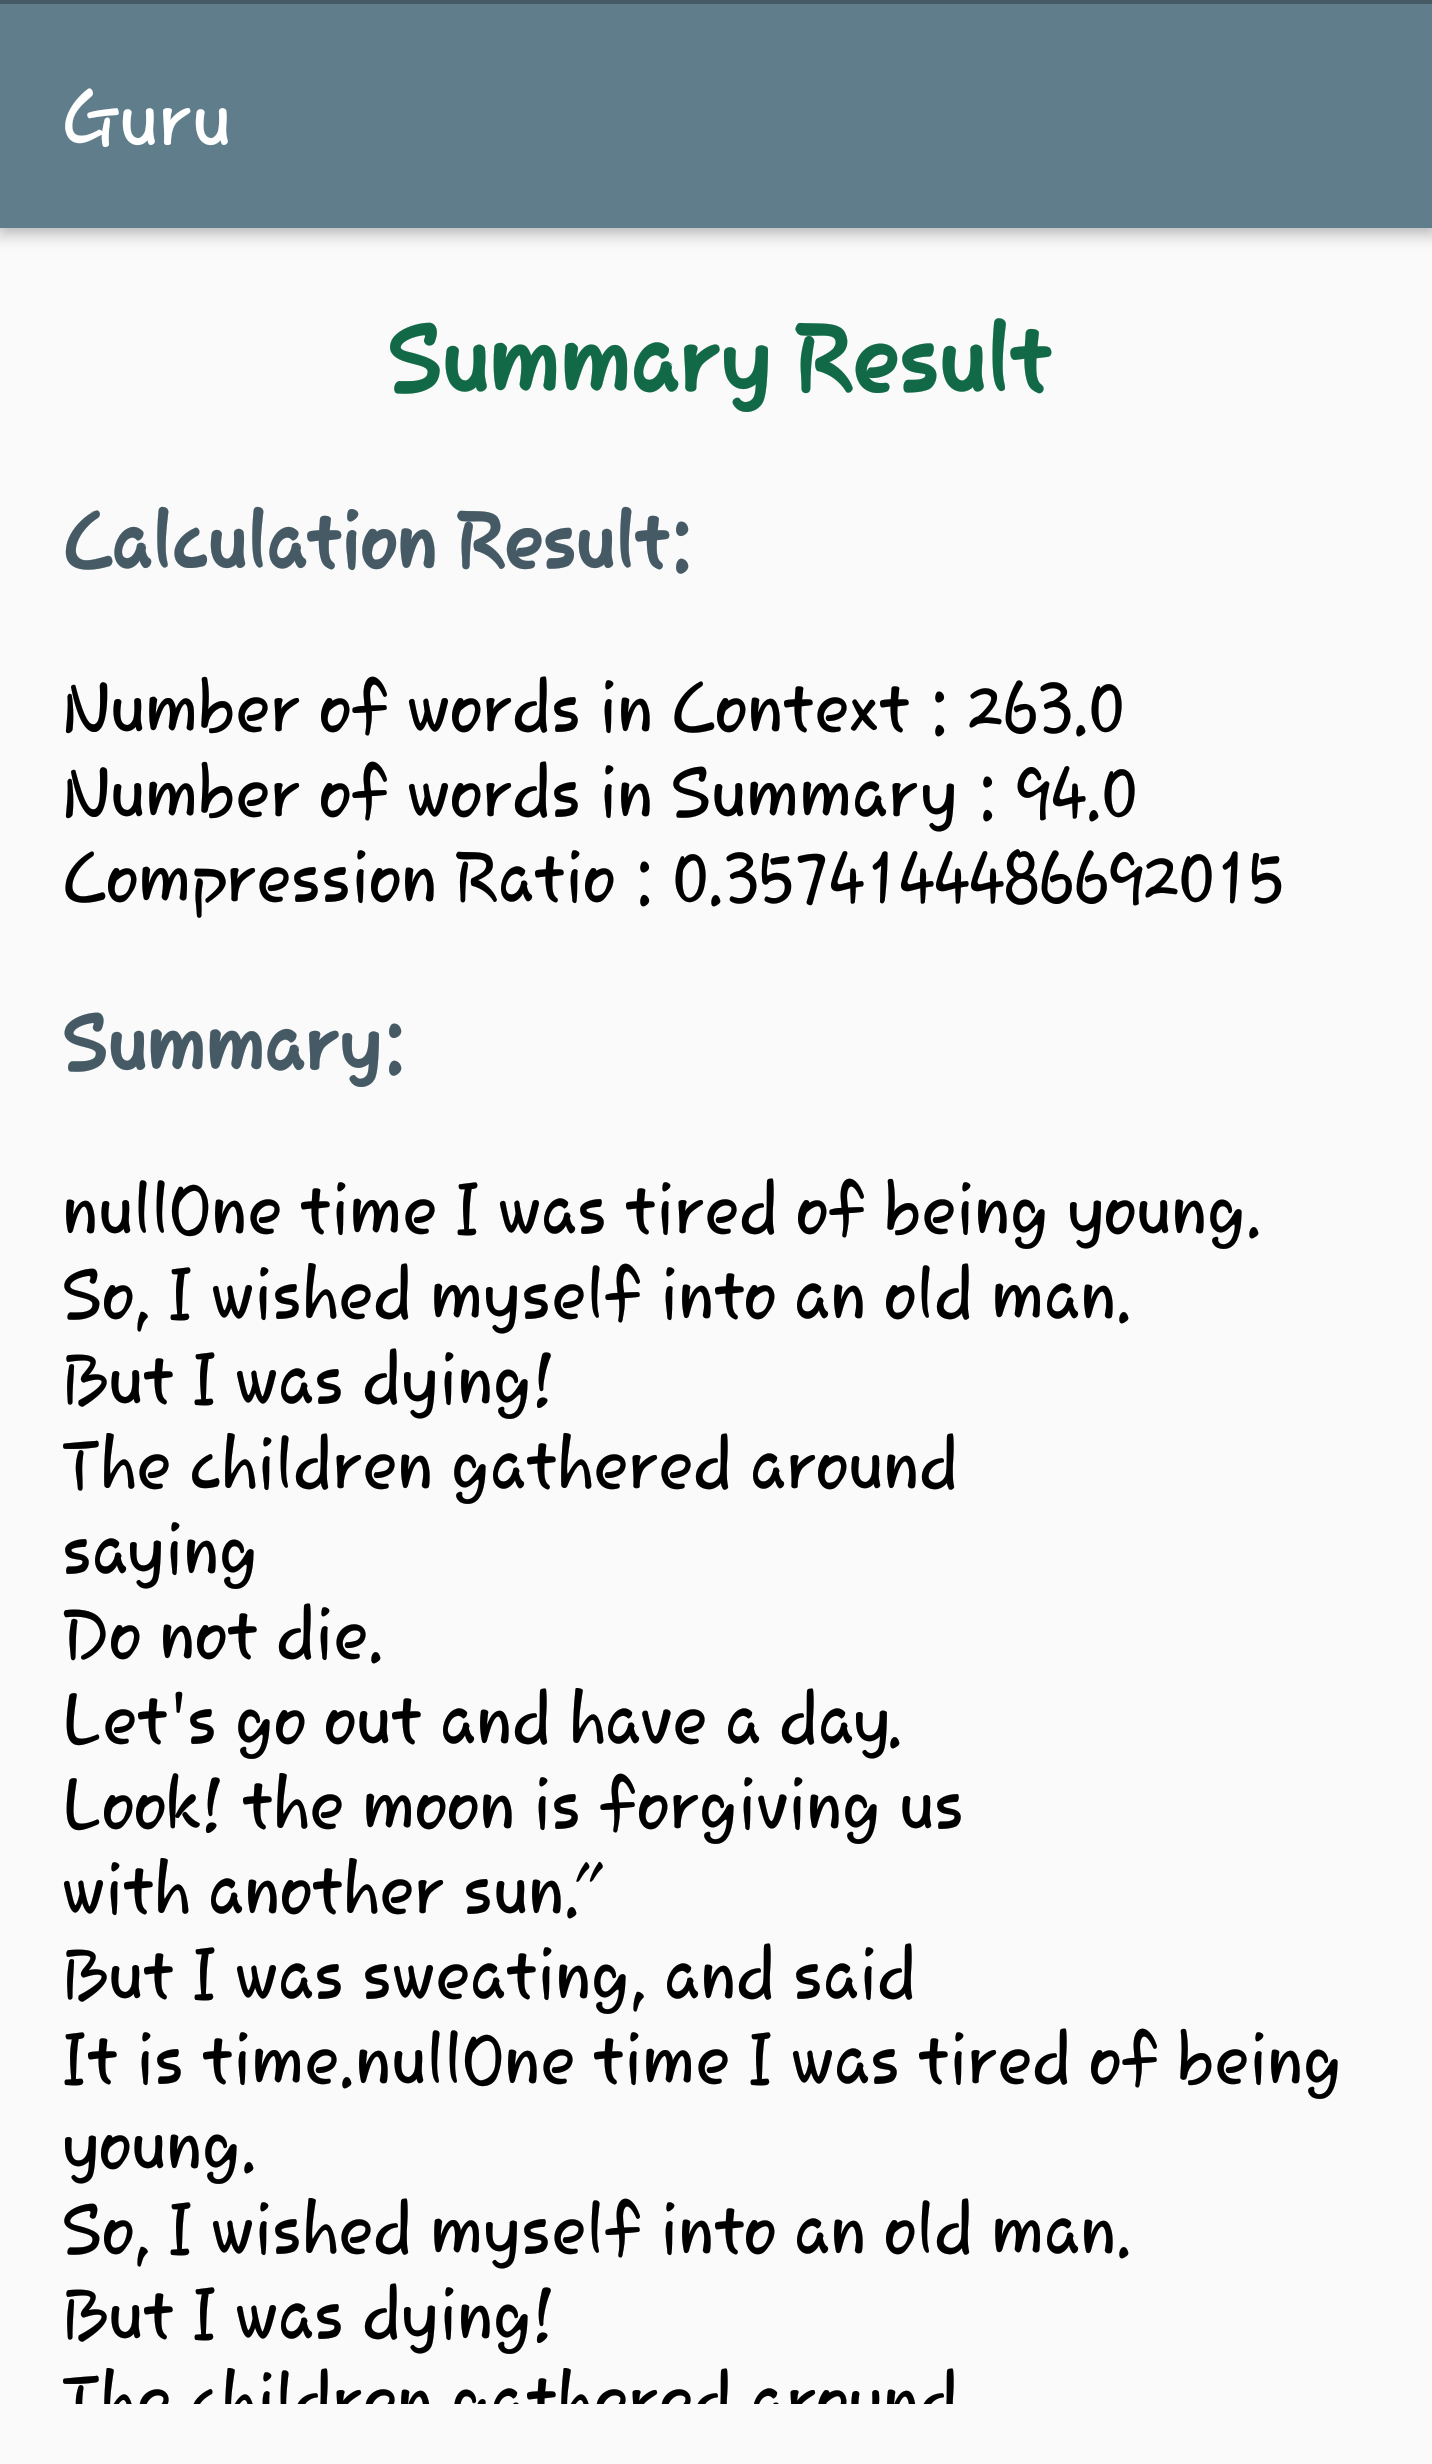 Guru
Summary Result
Calculation Result:
Number of words in Context : 263.0
Number of words in Summary : 94.0
Compression Ratio : 0.3574144486692015
Summary:
nullOne time I was tired of being young.
So, I wished myself into an old man.
But I was dying!
The children gathered around
saying
Do not die.
Let's go out and have a day.
Look! the moon is forgiving us
with another sun.”
But I was sweating, and said
It is time.nullOne time I was tired of being
young.
So, I wished myself into an old man.
But I was dying!
The children gathered around